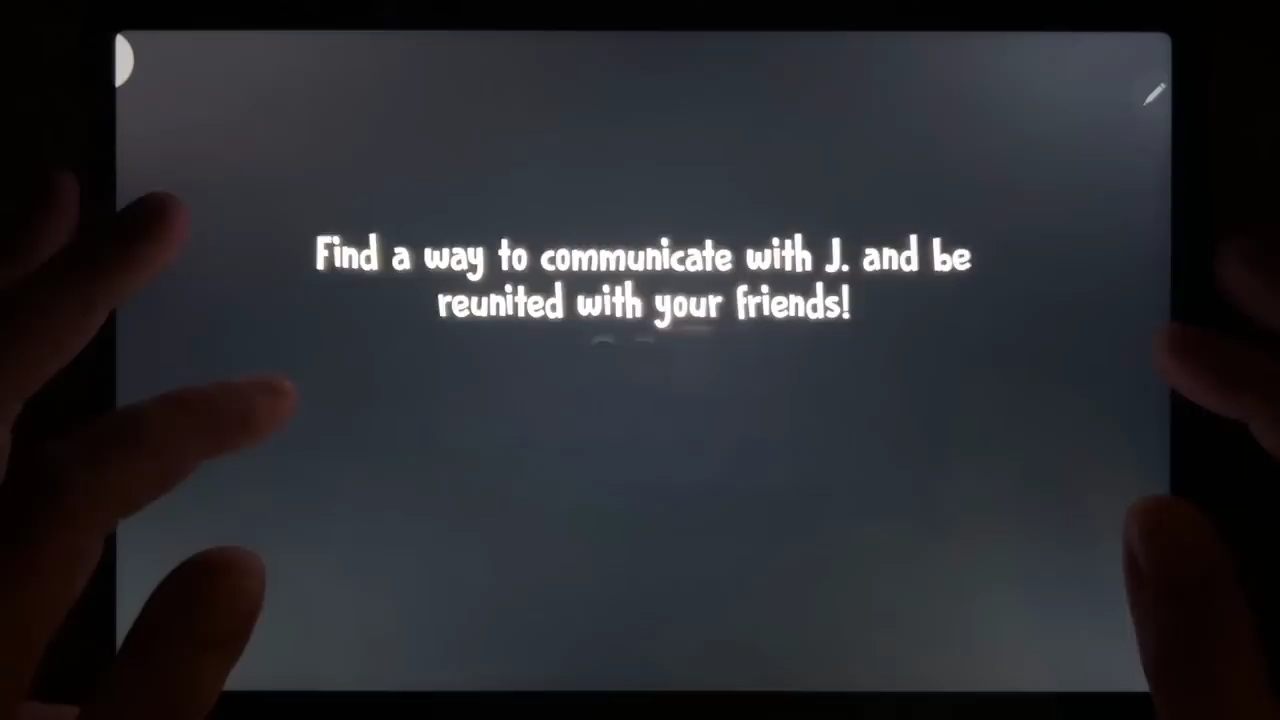 Find a way to communicate with J. and be
reunited with your friends!